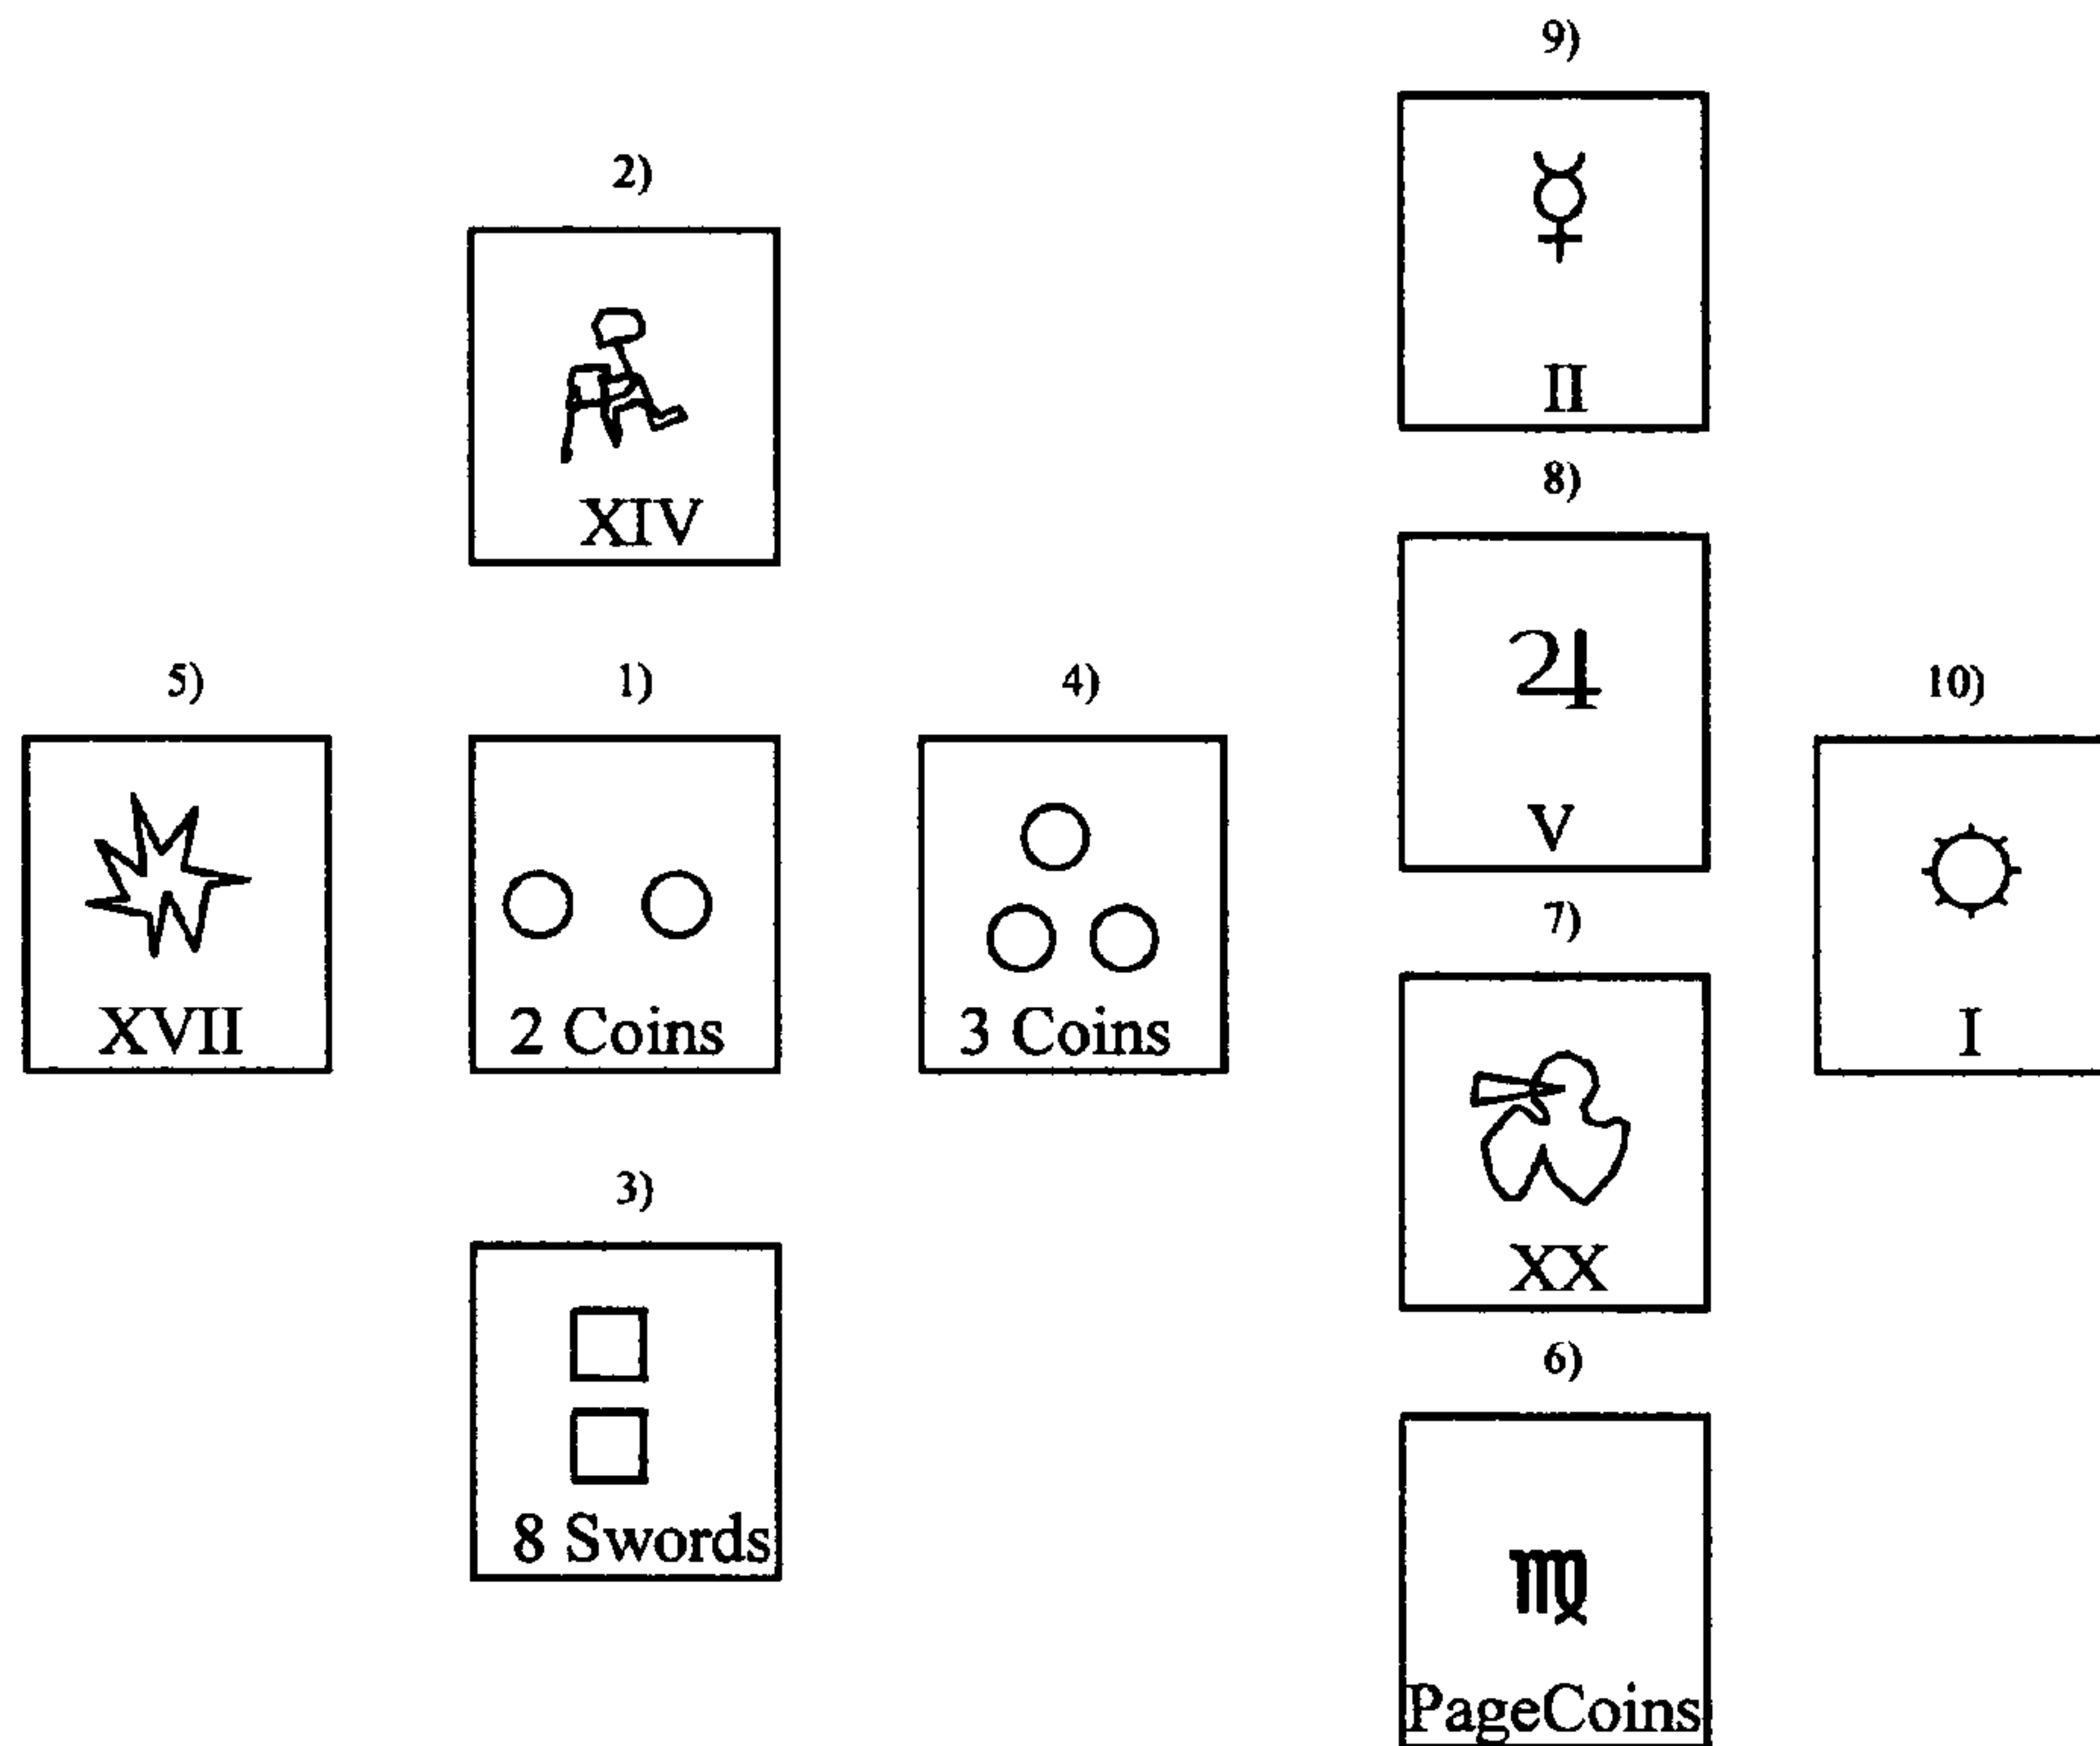 9)
II
2)
XIV
8)
V
5)
XVII
1)
2 Coins
4)
3 Coins
10)
I
7)
XX
3)
8 Swords
6)
PageCoins